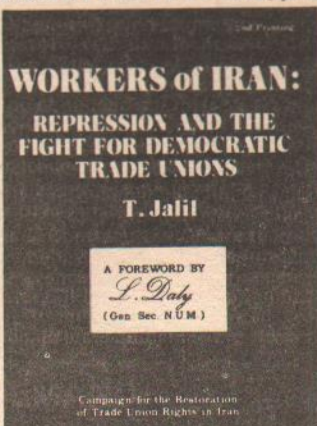 2nd Printing
WORKERS of IRAN:
REPRESSION AND THE
FIGHT FOR DEMOCRATIC
TRADE UNIONS
T. Jalil
A FOREWORD BY
L. Daly
(Gen Sec. N.U.M.)
Campaign for the Restoration
of Trade Union Rights in Iran